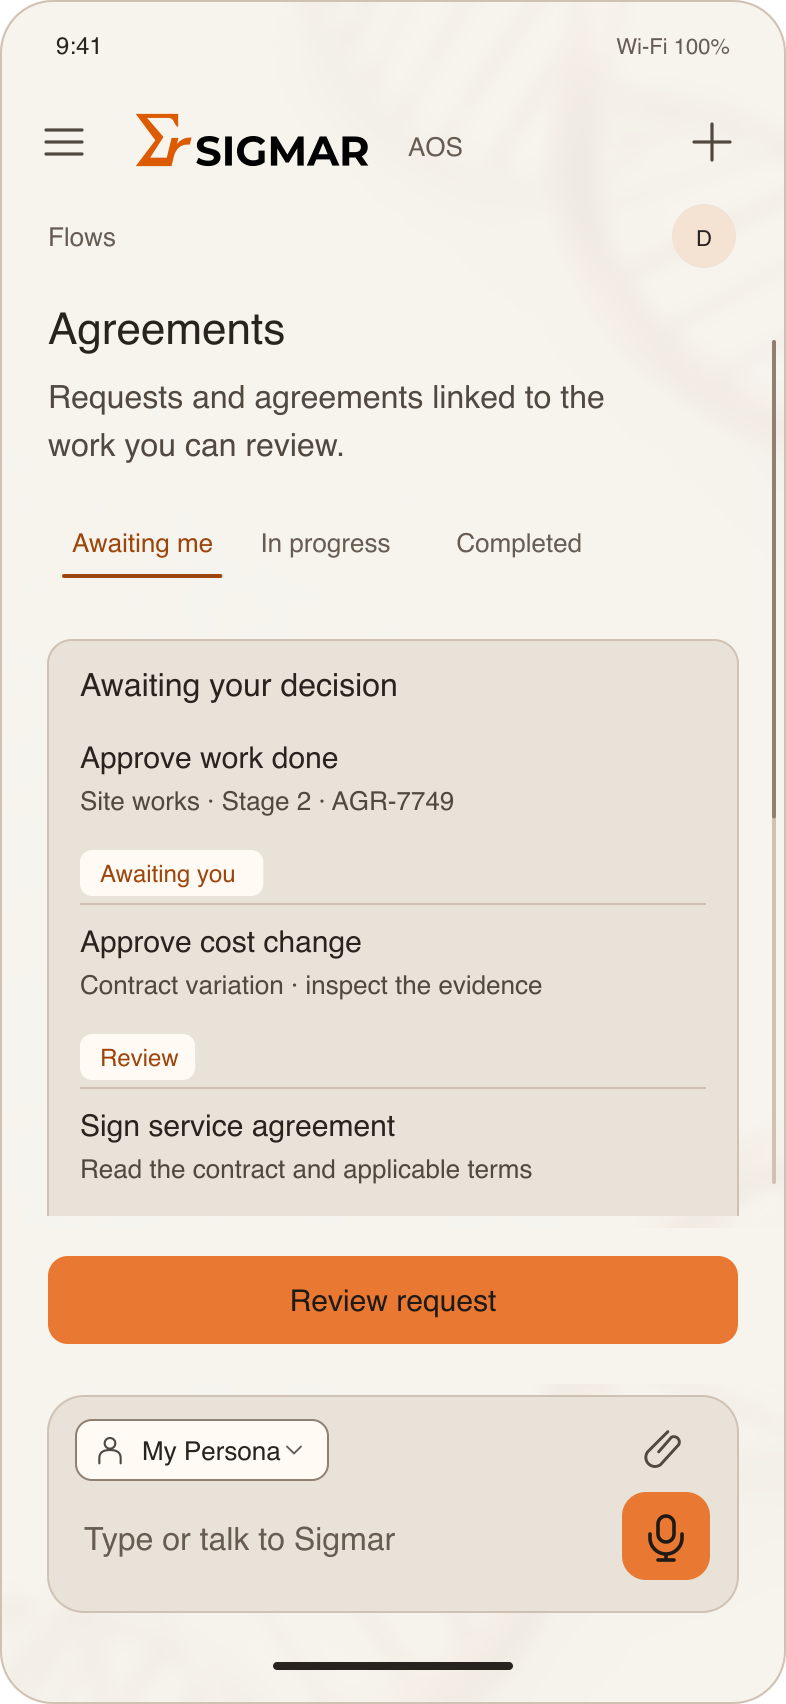 9:41
Wi-Fi 100%
Σr SIGMAR AOS
Flows
D
Agreements
Requests and agreements linked to the
work you can review.
Awaiting me
In progress
Completed
Awaiting your decision
Approve work done
Site works · Stage 2 · AGR-7749
Awaiting you
Approve cost change
Contract variation · inspect the evidence
Review
Sign service agreement
Read the contract and applicable terms
Review request
My Persona
Type or talk to Sigmar